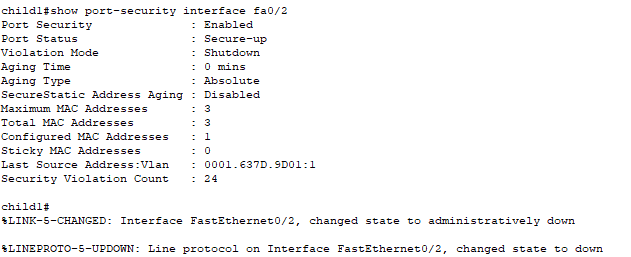 child1#show port-security interface fa0/2
Port Security : Enabled
Port Status : Secure-up
Violation Mode : Shutdown
Aging Time : 0 mins
Aging Type : Absolute
SecureStatic Address Aging : Disabled
Maximum MAC Addresses : 3
Total MAC Addresses : 3
Configured MAC Addresses : 1
Sticky MAC Addresses : 0
Last Source Address:Vlan : 0001.637D.9D01:1
Security Violation Count : 24
child1#
%LINK-5-CHANGED: Interface FastEthernet0/2, changed state to administratively down
%LINEPROTO-5-UPDOWN: Line protocol on Interface FastEthernet0/2, changed state to down